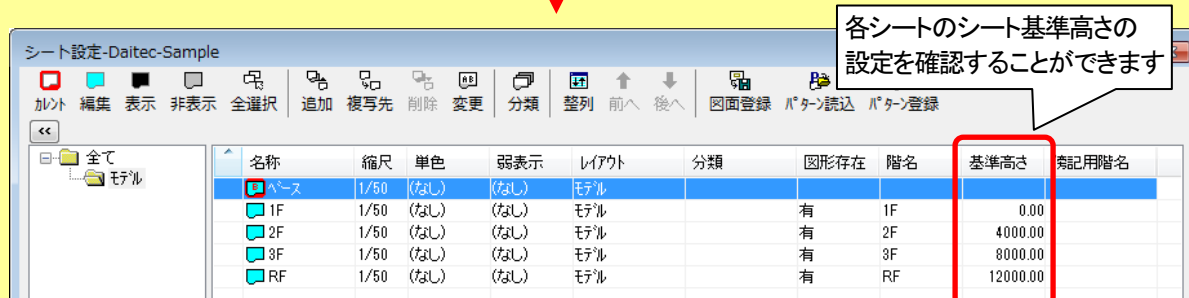 各シートのシート基準高さの
設定を確認することができます
シート設定-Daitec-Sample
ｶﾚﾝﾄ 編集 表示 非表示 全選択 追加 複写先 削除 変更 分類 整列 前へ 後へ 図面登録 ﾊﾟﾀｰﾝ読込 ﾊﾟﾀｰﾝ登録
<<
全て
ﾓﾃﾞﾙ
名称 縮尺 単色 弱表示 ﾚｲｱｳﾄ 分類 図形存在 階名 基準高さ 記用階名
ﾍﾞｰｽ 1/50 (なし) (なし) ﾓﾃﾞﾙ
1F 1/50 (なし) (なし) ﾓﾃﾞﾙ 有 1F 0.00
2F 1/50 (なし) (なし) ﾓﾃﾞﾙ 有 2F 4000.00
3F 1/50 (なし) (なし) ﾓﾃﾞﾙ 有 3F 8000.00
RF 1/50 (なし) (なし) ﾓﾃﾞﾙ 有 RF 12000.00